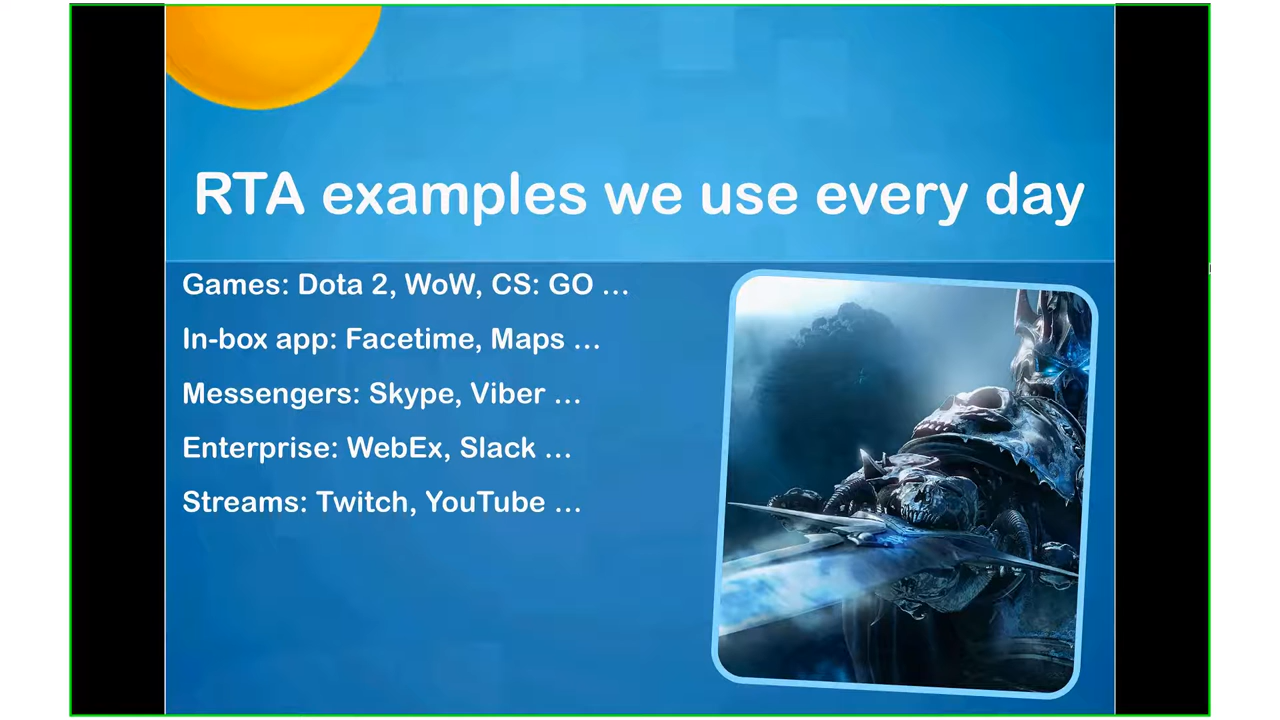 RTA examples we use every day
Games: Dota 2, WoW, CS: GO …
In-box app: Facetime, Maps …
Messengers: Skype, Viber …
Enterprise: WebEx, Slack …
Streams: Twitch, YouTube …